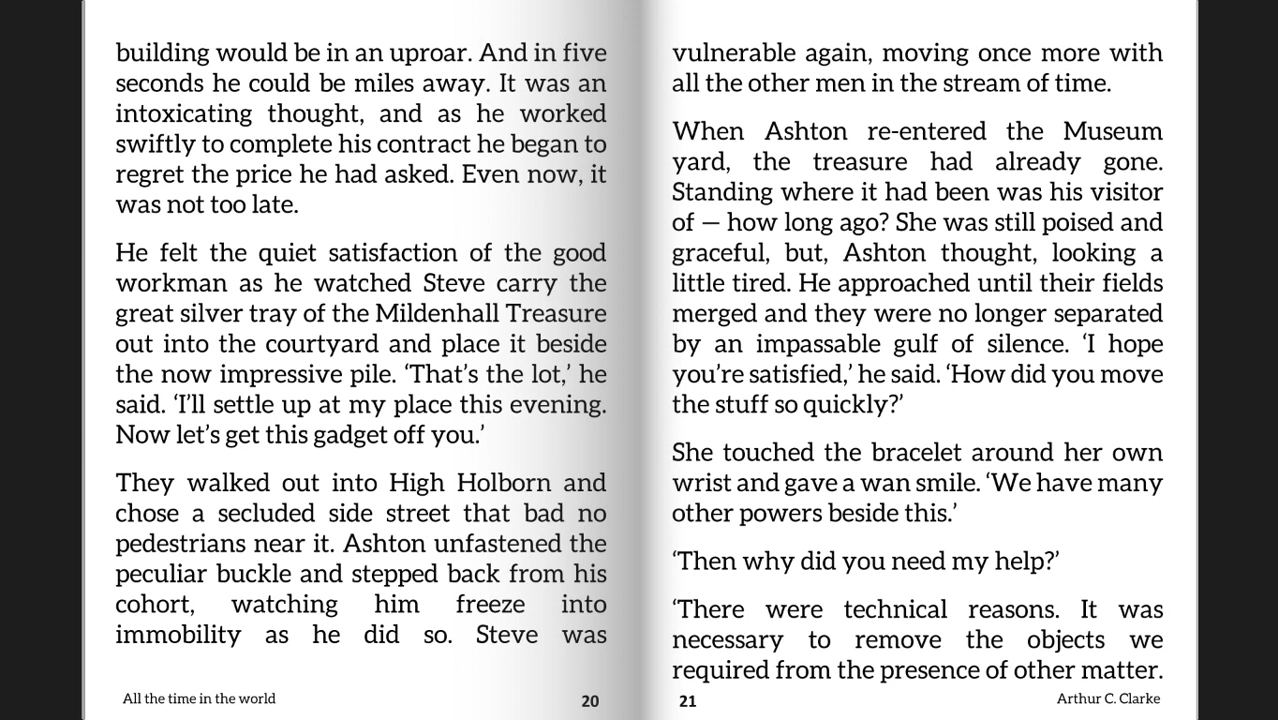 building would be in an uproar. And in five
seconds he could be miles away. It was an
intoxicating thought, and as he worked
swiftly to complete his contract he began to
regret the price he had asked. Even now, it
was not too late.
He felt the quiet satisfaction of the good
workman as he watched Steve carry the
great silver tray of the Mildenhall Treasure
out into the courtyard and place it beside
the now impressive pile. ‘That’s the lot,’ he
said. ‘I’ll settle up at my place this evening.
Now let’s get this gadget off you.’
They walked out into High Holborn and
chose a secluded side street that bad no
pedestrians near it. Ashton unfastened the
peculiar buckle and stepped back from his
cohort, watching him freeze into
immobility as he did so. Steve was
All the time in the world
20
vulnerable again, moving once more with
all the other men in the stream of time.
When Ashton re-entered the Museum
yard, the treasure had already gone.
Standing where it had been was his visitor
of — how long ago? She was still poised and
graceful, but, Ashton thought, looking a
little tired. He approached until their fields
merged and they were no longer separated
by an impassable gulf of silence. ‘I hope
you’re satisfied,’ he said. ‘How did you move
the stuff so quickly?’
She touched the bracelet around her own
wrist and gave a wan smile. ‘We have many
other powers beside this.’
‘Then why did you need my help?’
‘There were technical reasons. It was
necessary to remove the objects we
required from the presence of other matter.
21
Arthur C. Clarke